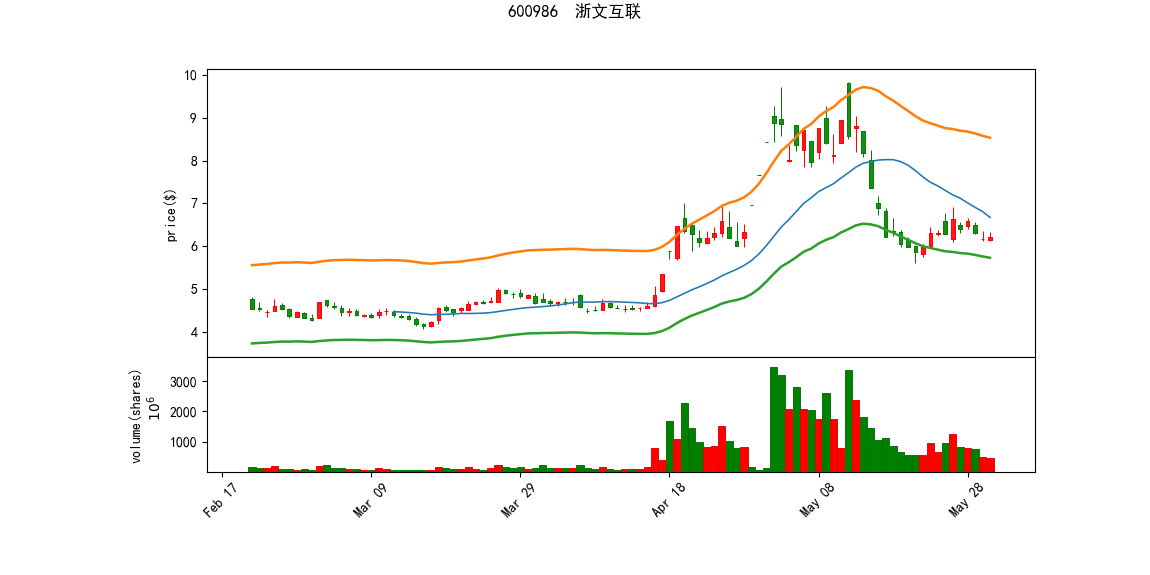 600986 浙文互联
price($)
10
9
8
7
6
5
4
volume(shares)
10^6
3000
2000
1000
Feb 17
Mar 09
Mar 29
Apr 18
May 08
May 28